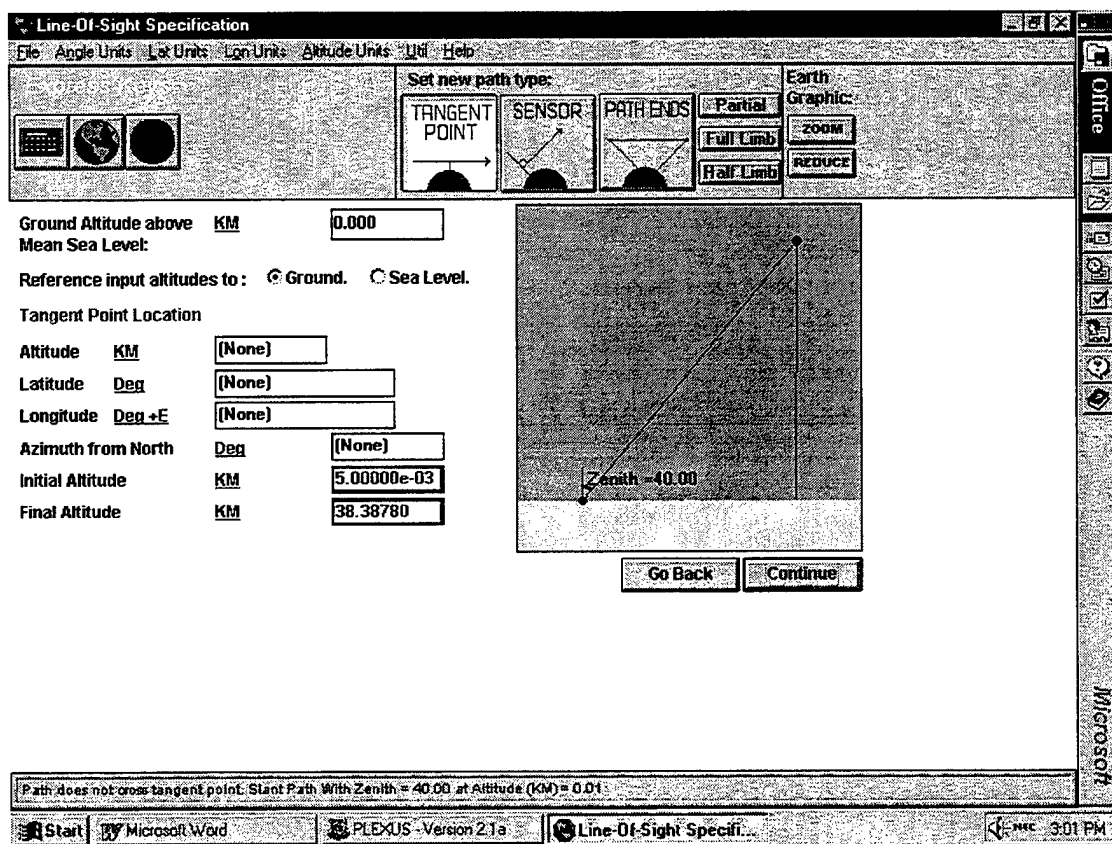 Line-Of-Sight Specification
File Angle Units Lat Units Lon Units Altitude Units Util Help
Set new path type:
TANGENT POINT
SENSOR
PATH ENDS
Partial
Full Limb
Half Limb
Earth Graphic:
ZOOM
REDUCE
Ground Altitude above KM 0.000
Mean Sea Level:
Reference input altitudes to : Ground. Sea Level.
Tangent Point Location
Altitude KM (None)
Latitude Deg (None)
Longitude Deg +E (None)
Azimuth from North Deg (None)
Initial Altitude KM 5.00000e-03
Final Altitude KM 38.38780
Zenith =40.00
Go Back Continue
Path does not cross tangent point. Slant Path With Zenith = 40.00 at Altitude (KM) = 0.01
Start Microsoft Word PLEXUS - Version 2.1a Line-Of-Sight Specifi... NEC 3:01 PM
Office
Microsoft